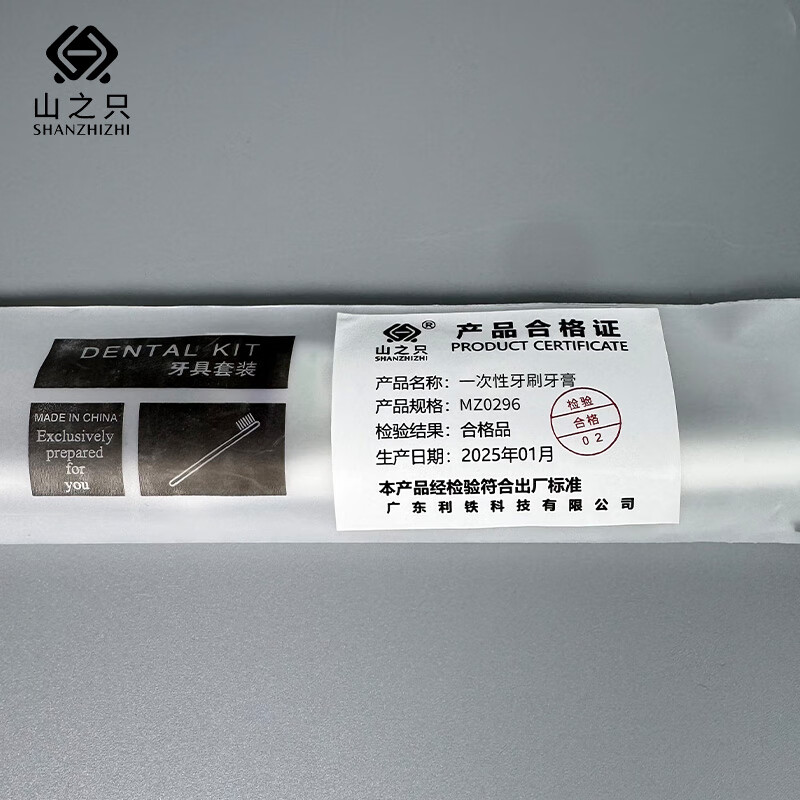 山之只
SHANZHIZHI
DENTAL KIT
牙具套装
MADE IN CHINA
Exclusively
prepared
for
you
山之只®
SHANZHIZHI
产品合格证
PRODUCT CERTIFICATE
产品名称：一次性牙刷牙膏
产品规格：MZ0296
检验结果：合格品
生产日期：2025年01月
检验
合格
02
本产品经检验符合出厂标准
广东利铁科技有限公司